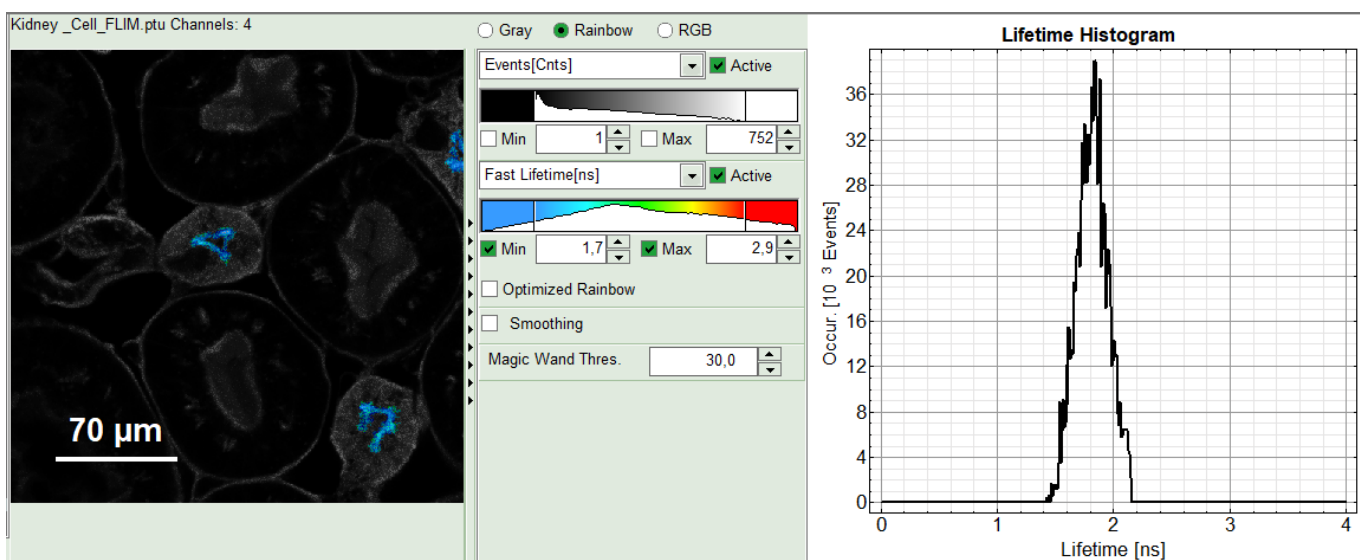 Kidney _Cell_FLIM.ptu Channels: 4
70 µm
Gray Rainbow RGB
Events[Cnts] Active
Min 1 Max 752
Fast Lifetime[ns] Active
Min 1,7 Max 2,9
Optimized Rainbow
Smoothing
Magic Wand Thres. 30,0
Lifetime Histogram
Occur. [10 3 Events]
36
32
28
24
20
16
12
8
4
0
0 1 2 3 4
Lifetime [ns]